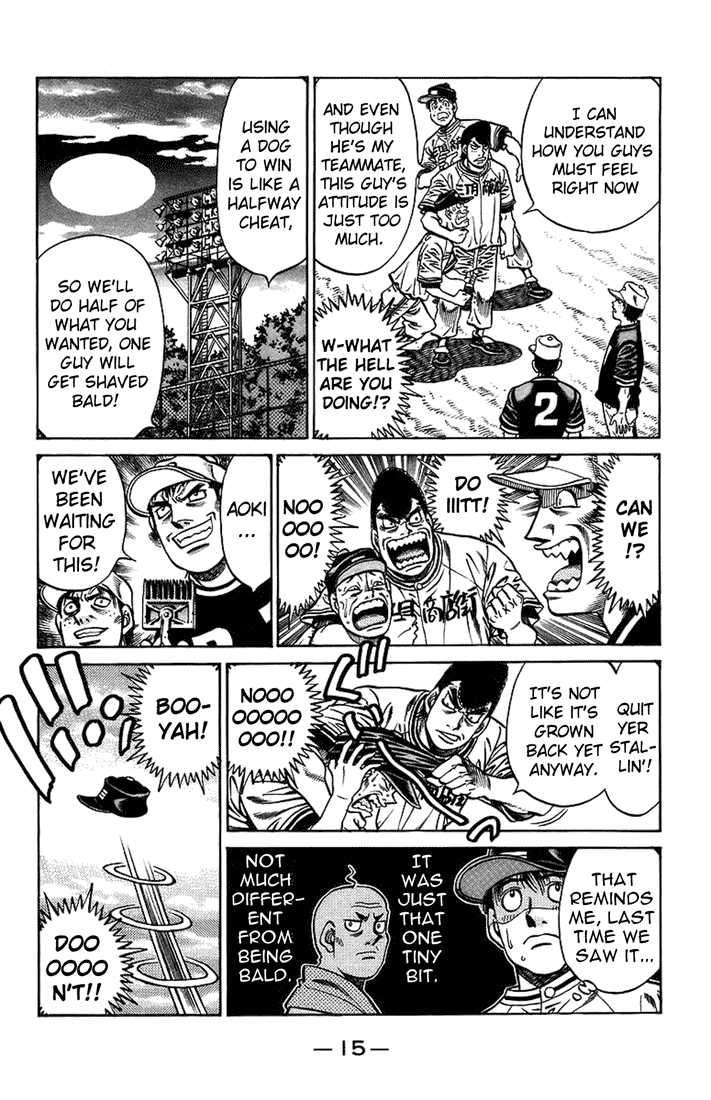 I CAN
UNDERSTAND
HOW YOU GUYS
MUST FEEL
RIGHT NOW
AND EVEN
THOUGH
HE'S MY
TEAMMATE,
THIS GUY'S
ATTITUDE IS
JUST TOO
MUCH.
W-WHAT
THE HELL
ARE YOU
DOING!?
2
USING
A DOG
TO WIN
IS LIKE A
HALFWAY
CHEAT,
SO WE'LL
DO HALF OF
WHAT YOU
WANTED, ONE
GUY WILL
GET SHAVED
BALD!
CAN
WE
!?
DO
IIITT!
NOO
OOOO
OO!
AOKI
...
WE'VE
BEEN
WAITING
FOR
THIS!
QUIT
YER
STAL-
LIN'!
IT'S NOT
LIKE IT'S
GROWN
BACK YET
ANYWAY.
NOOO
OOOOOO
OOO!!
BOO-
YAH!
DOO
OOOOO
N'T!!
THAT
REMINDS
ME, LAST
TIME WE
SAW IT...
IT
WAS
JUST
THAT
ONE
TINY
BIT.
NOT
MUCH
DIFFER-
ENT
FROM
BEING
BALD.
— 15 —